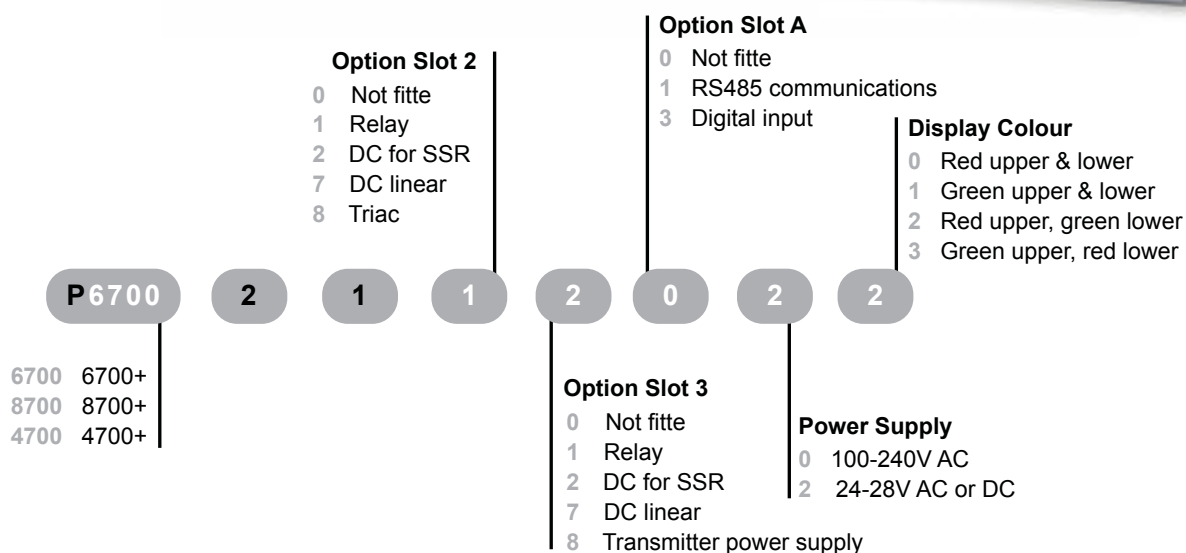 Option Slot A
0 Not fitte
1 RS485 communications
3 Digital input
Option Slot 2
0 Not fitte
1 Relay
2 DC for SSR
7 DC linear
8 Triac
Display Colour
0 Red upper & lower
1 Green upper & lower
2 Red upper, green lower
3 Green upper, red lower
P6700 2 1 1 2 0 2 2
6700 6700+
8700 8700+
4700 4700+
Option Slot 3
0 Not fitte
1 Relay
2 DC for SSR
7 DC linear
8 Transmitter power supply
Power Supply
0 100-240V AC
2 24-28V AC or DC